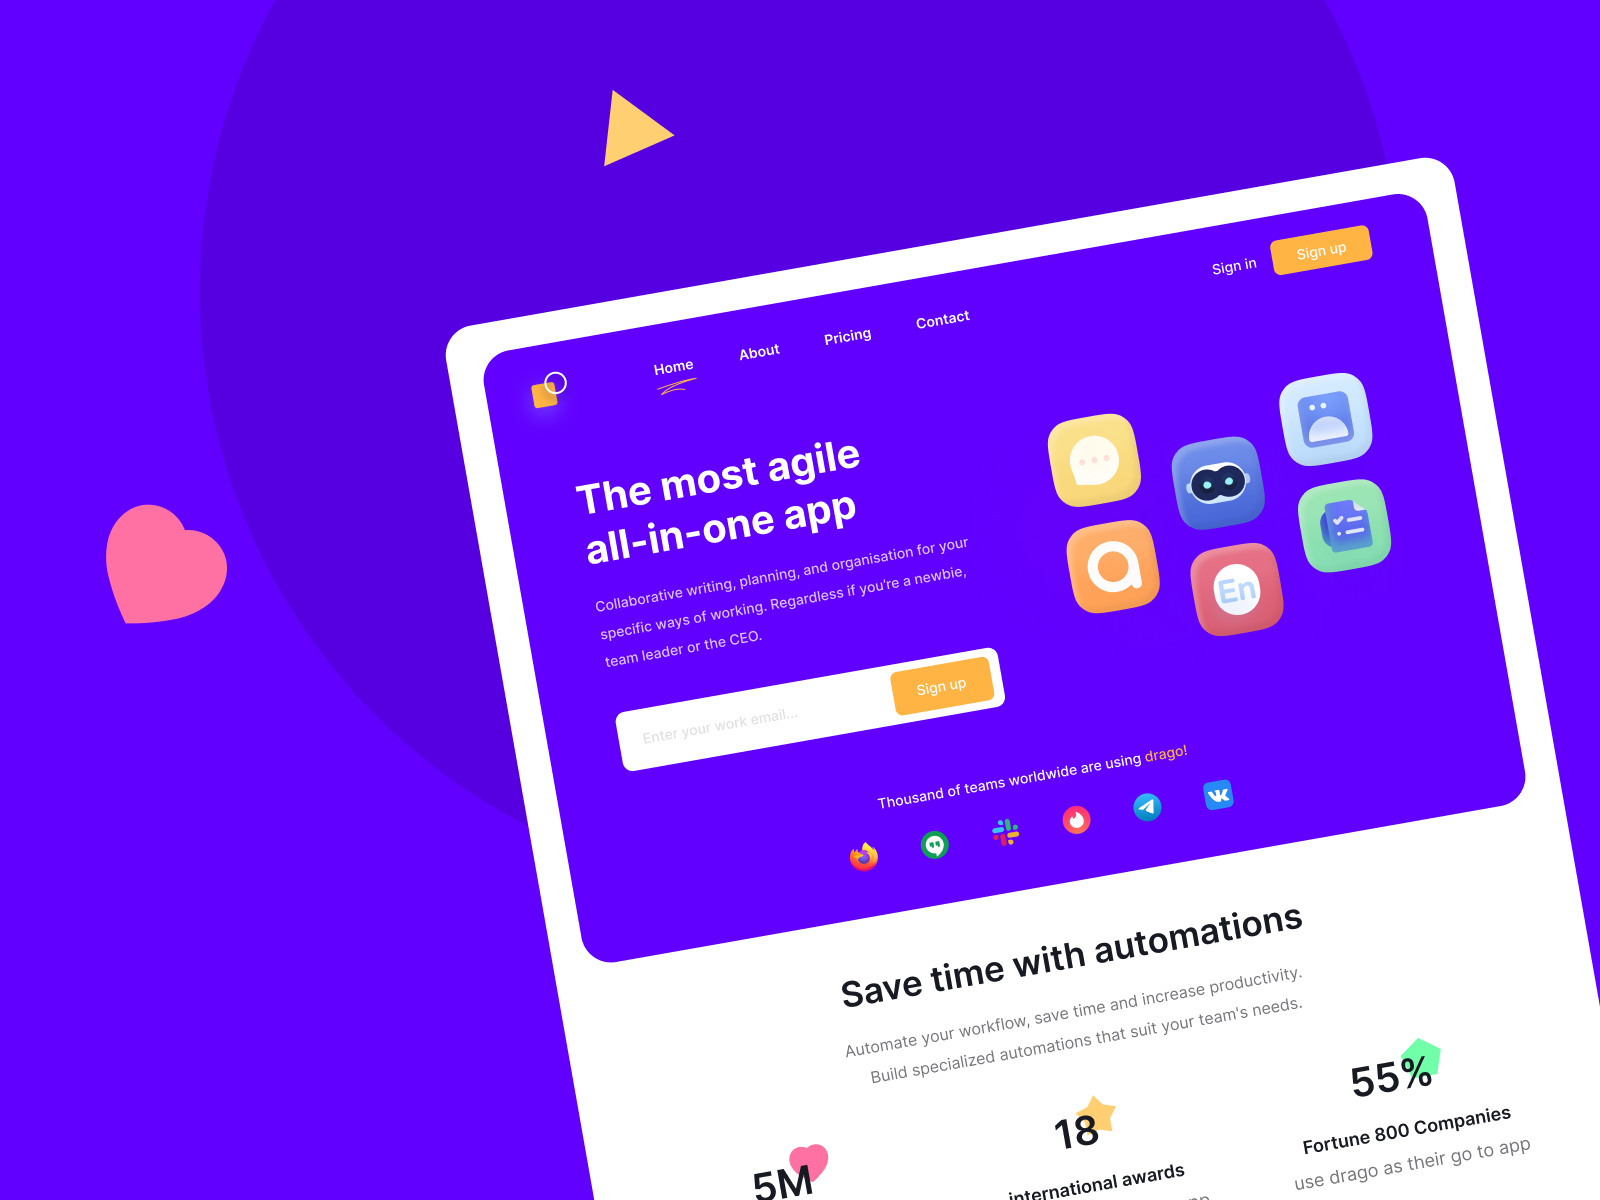 Home
About
Pricing
Contact
Sign in
Sign up
The most agile
all-in-one app
Collaborative writing, planning, and organisation for your
specific ways of working. Regardless if you're a newbie,
team leader or the CEO.
Enter your work email...
Sign up
En
Thousand of teams worldwide are using drago!
Save time with automations
Automate your workflow, save time and increase productivity.
Build specialized automations that suit your team's needs.
5M
18
international awards
55%
Fortune 800 Companies
use drago as their go to app